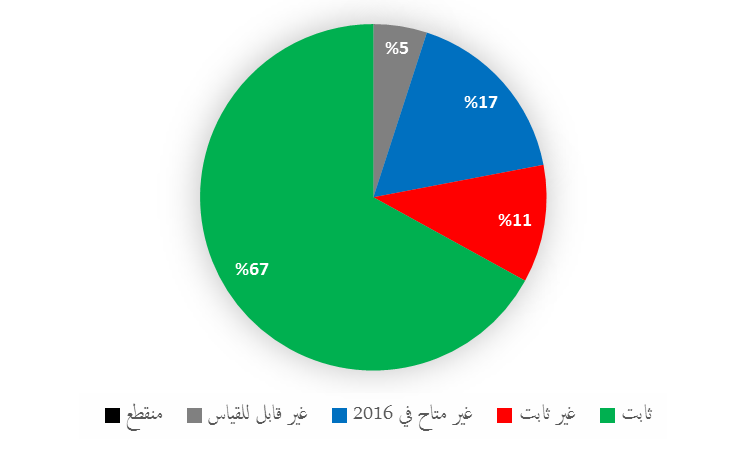 %5
%17
%11
%67
ثابت
غير ثابت
غير متاح في 2016
غير قابل للقياس
منقطع